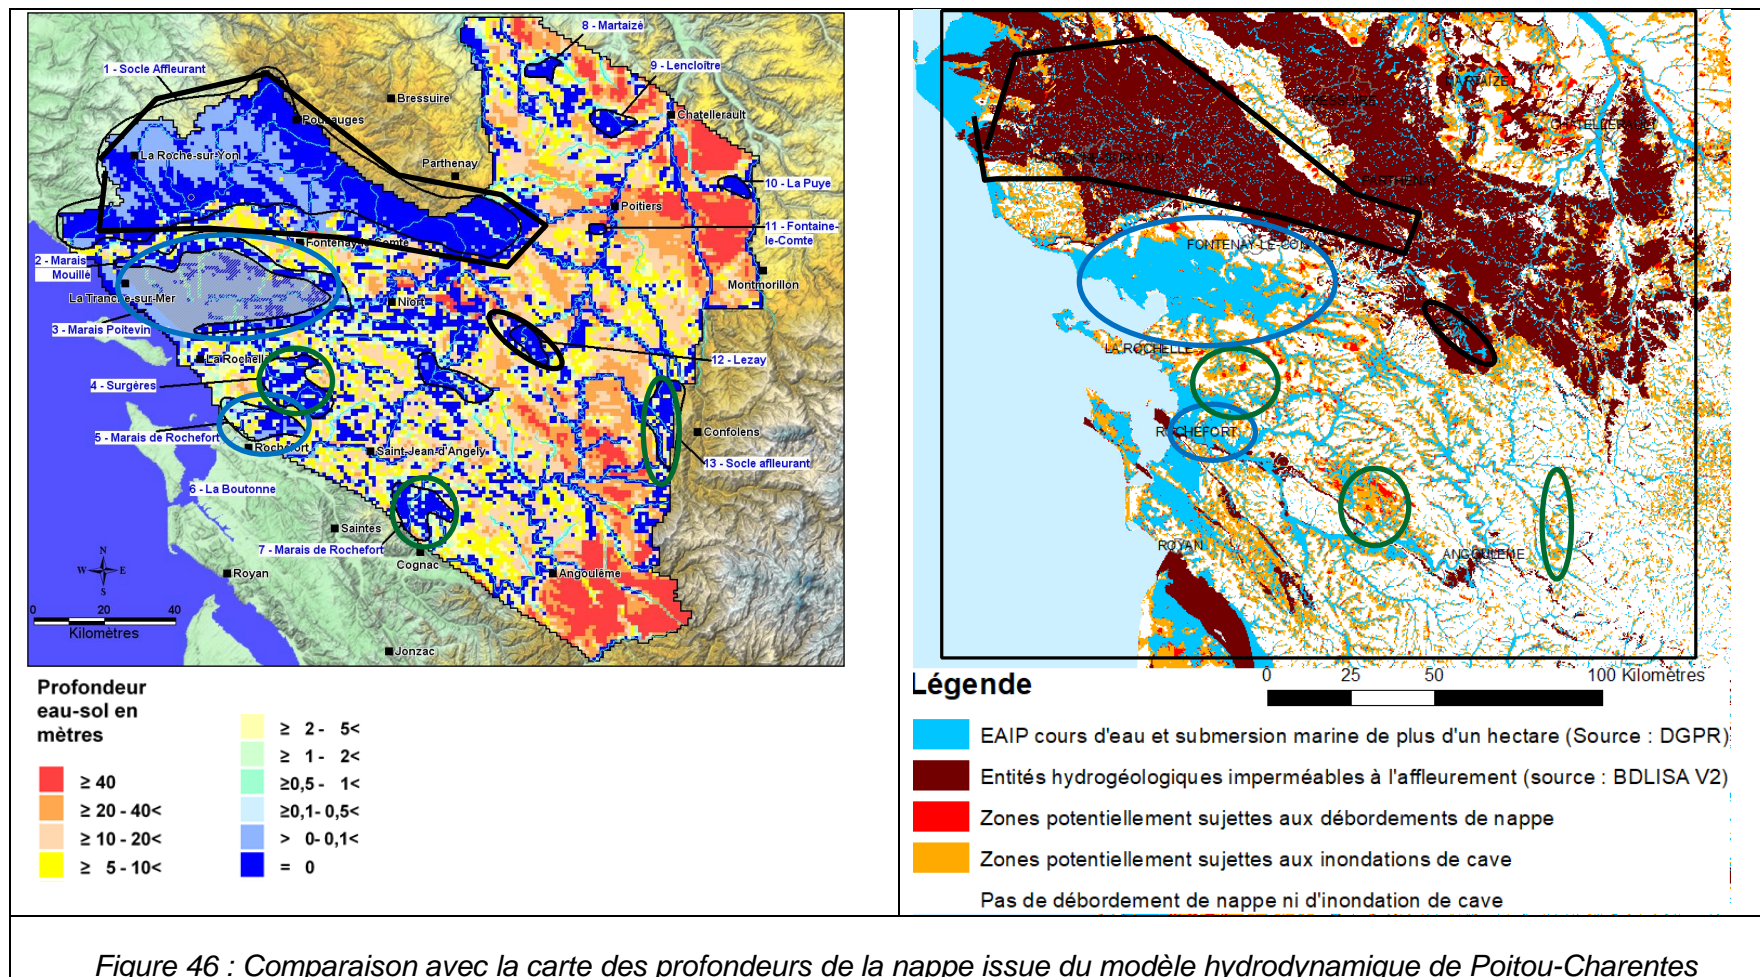 8 - Martaizé
9 - Lencloître
1 - Socle Affleurant
Bressuire
Chatellerault
Pouzauges
La Roche-sur-Yon
Parthenay
10 - La Puye
Poitiers
11 - Fontaine-
le-Comte
Fontenay-le-Comte
2 - Marais
Mouillé
Montmorillon
La Tranche-sur-Mer
Niort
3 - Marais Poitevin
La Rochelle
12 - Lezay
4 - Surgères
5 - Marais de Rochefort
Rochefort
Saint-Jean-d'Angely
Confolens
13 - Socle afleurant
6 - La Boutonne
Saintes
7 - Marais de Rochefort
Cognac
N
W E
S
Royan
Angoulème
0 20 40
Kilomètres
Jonzac
Profondeur
eau-sol en
mètres
≥ 40
≥ 20 - 40<
≥ 10 - 20<
≥ 5 - 10<
≥ 2 - 5<
≥ 1 - 2<
≥0,5 - 1<
≥0,1- 0,5<
> 0- 0,1<
= 0
MARTAIZE
BRESSUIRE
CHATELLERAULT
PARTHENAY
FONTENAY-LE-COMTE
LA ROCHELLE
ROCHEFORT
ROYAN
ANGOULEME
Légende
0 25 50 100 Kilomètres
EAIP cours d'eau et submersion marine de plus d'un hectare (Source : DGPR)
Entités hydrogéologiques imperméables à l'affleurement (source : BDLISA V2)
Zones potentiellement sujettes aux débordements de nappe
Zones potentiellement sujettes aux inondations de cave
Pas de débordement de nappe ni d'inondation de cave
Figure 46 : Comparaison avec la carte des profondeurs de la nappe issue du modèle hydrodynamique de Poitou-Charentes